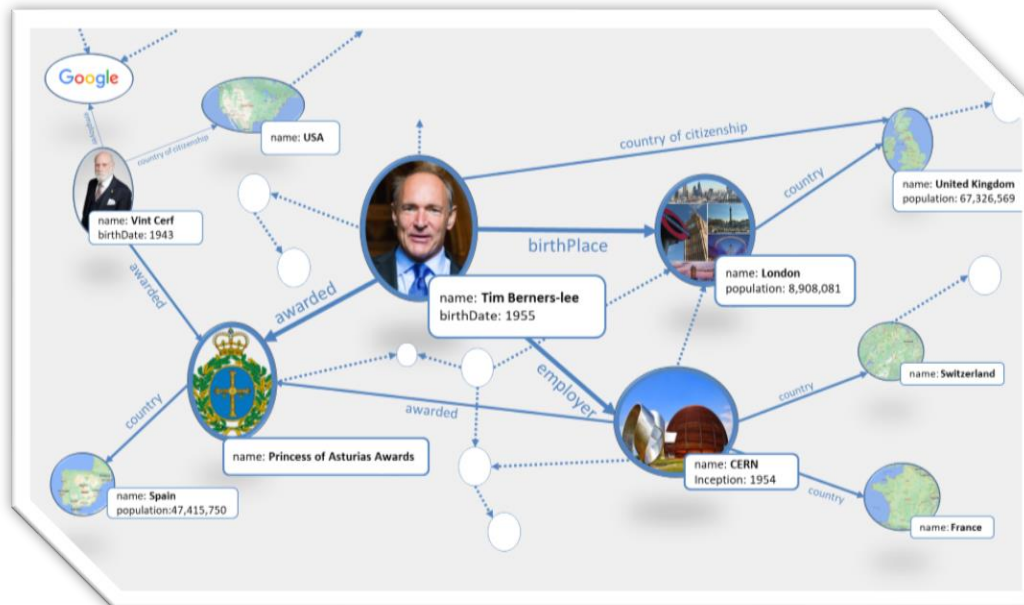 Google
employer
country of citizenship
name: USA
name: Vint Cerf
birthDate: 1943
awarded
country of citizenship
name: United Kingdom
population: 67,326,569
country
birthPlace
name: London
population: 8,908,081
name: Tim Berners-lee
birthDate: 1955
awarded
employer
name: Switzerland
country
awarded
country
name: Princess of Asturias Awards
name: CERN
Inception: 1954
country
name: Spain
population:47,415,750
name: France